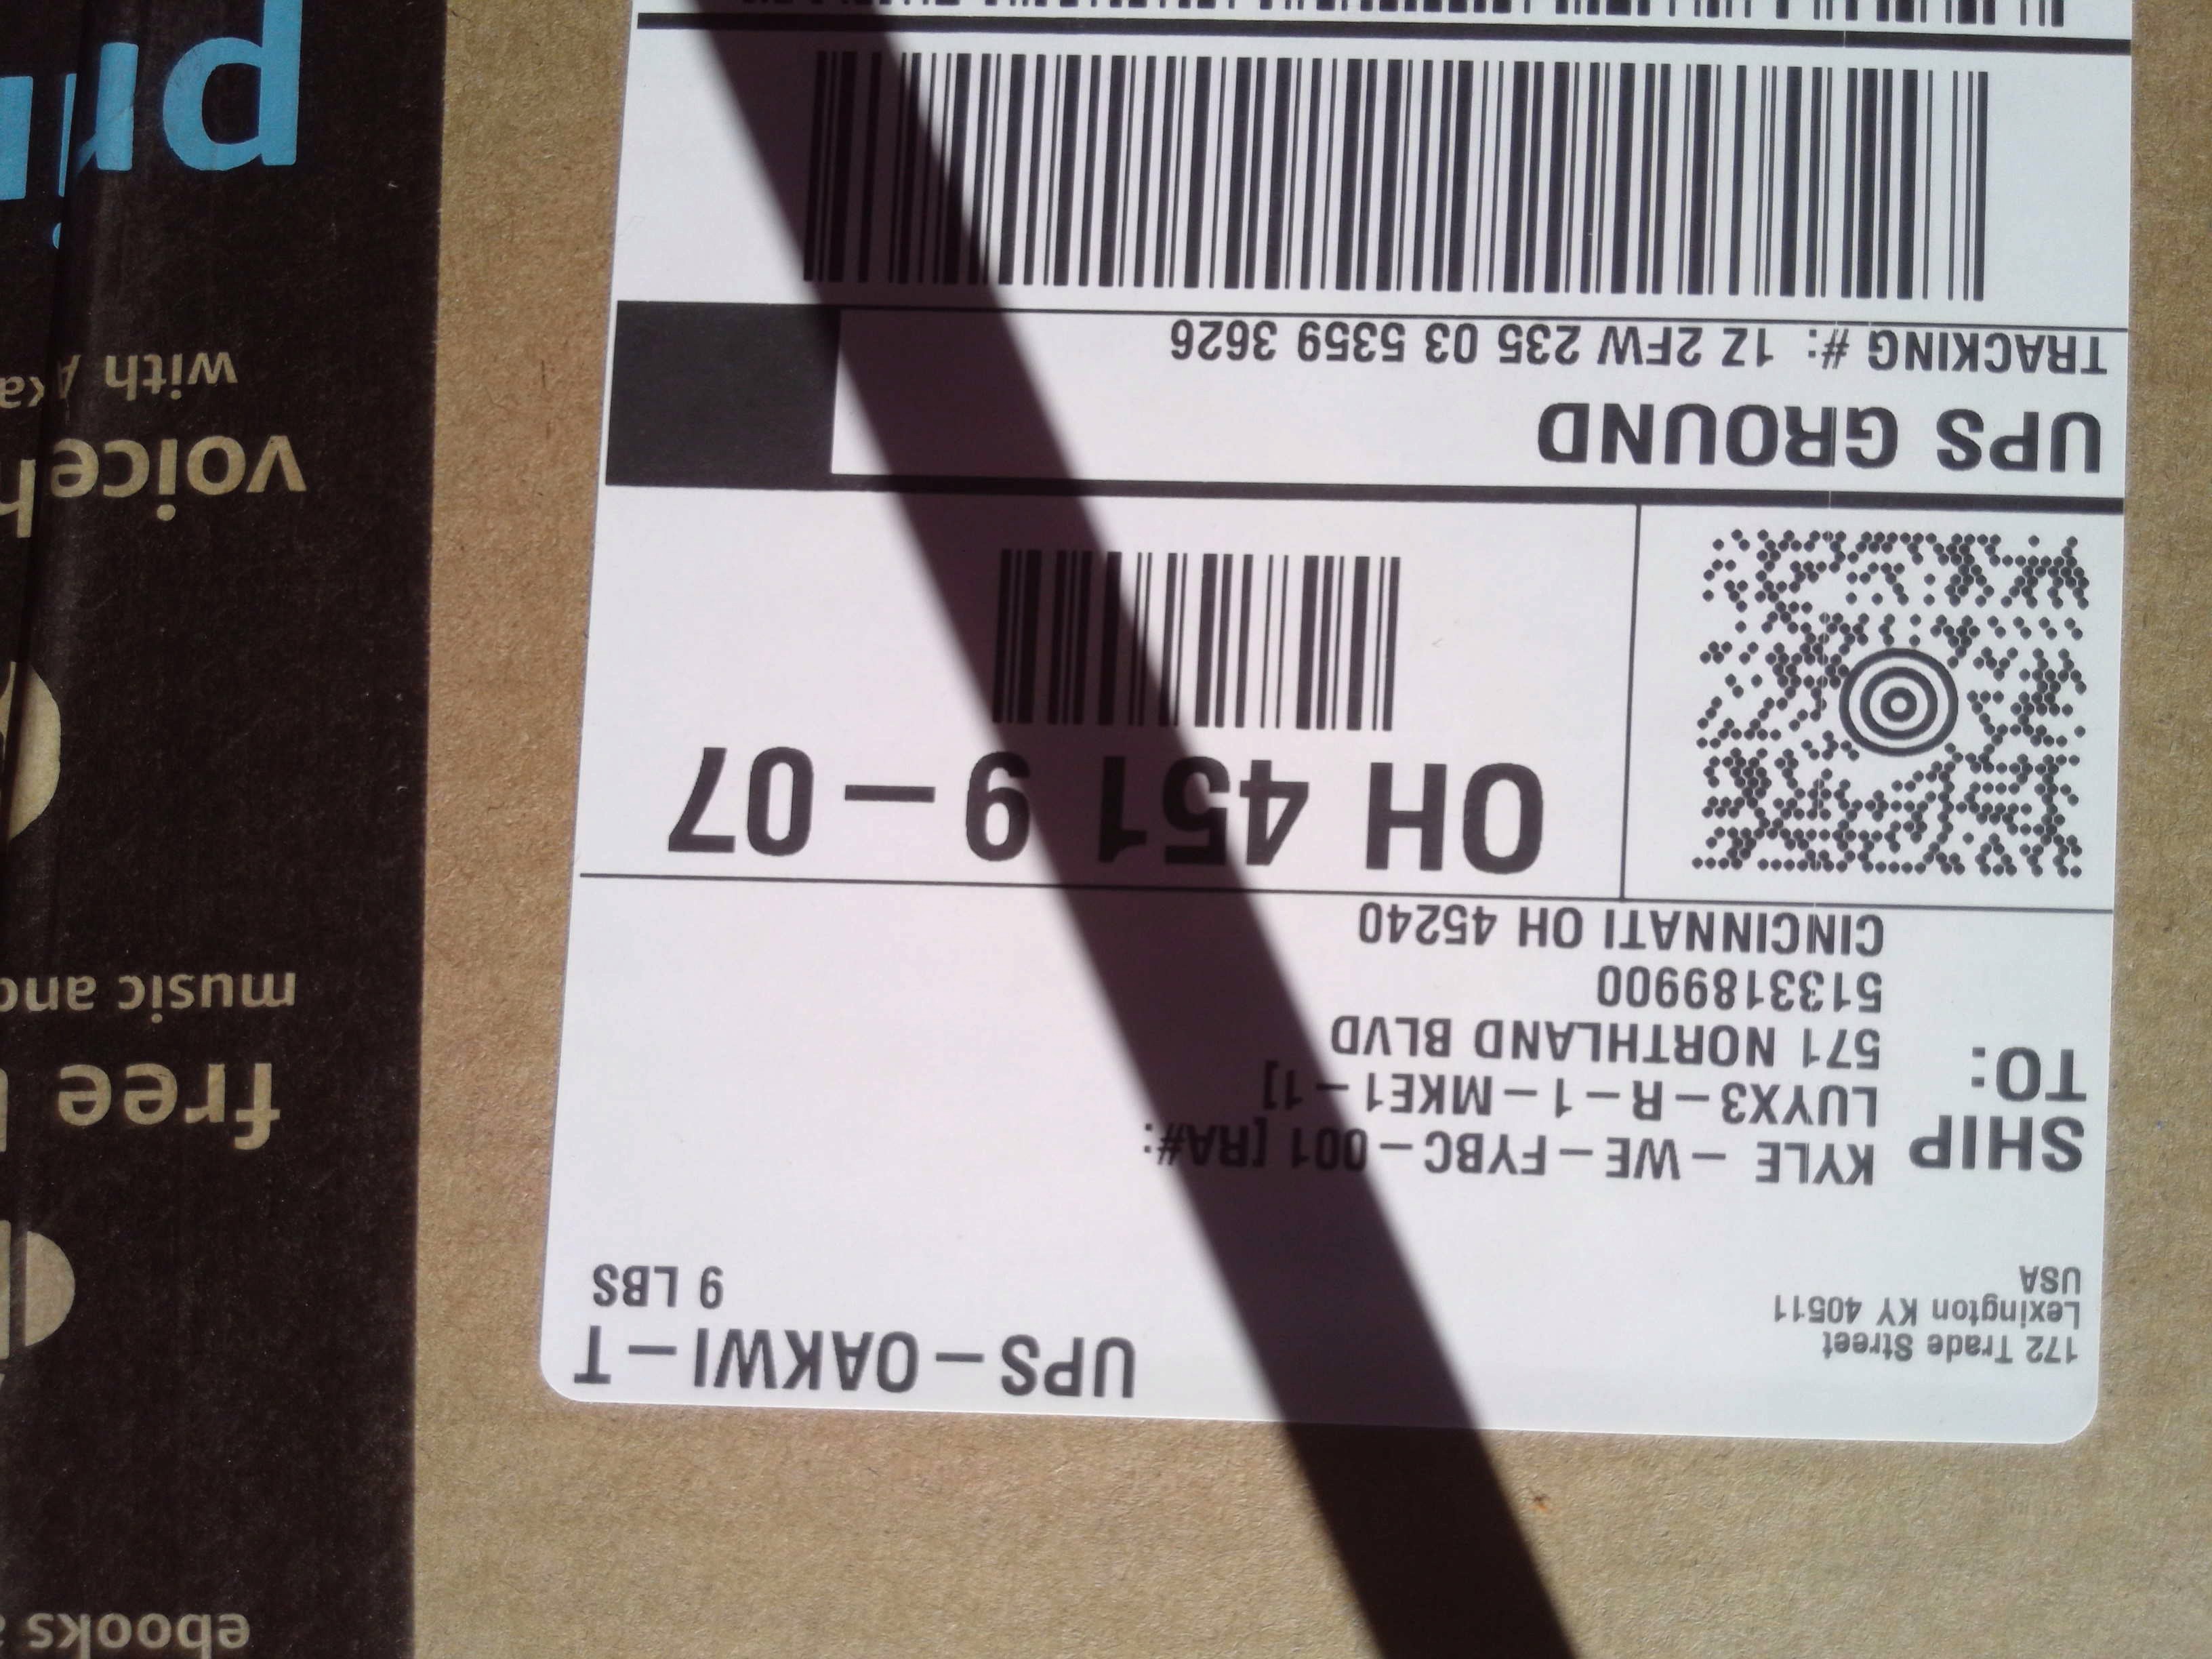 172 Trade Street
Lexington KY 40511
USA
UPS-OAKWI-T
9 LBS
SHIP
TO:
KYLE - WE-FYBC-001 [RA#:
LUYX3-R-1-MKE1-1]
571 NORTHLAND BLVD
5133189900
CINCINNATI OH 45240
OH 451 9-07
UPS GROUND
TRACKING #: 1Z 2FW 235 03 5359 3626
ebooks
free
music and
voice
with